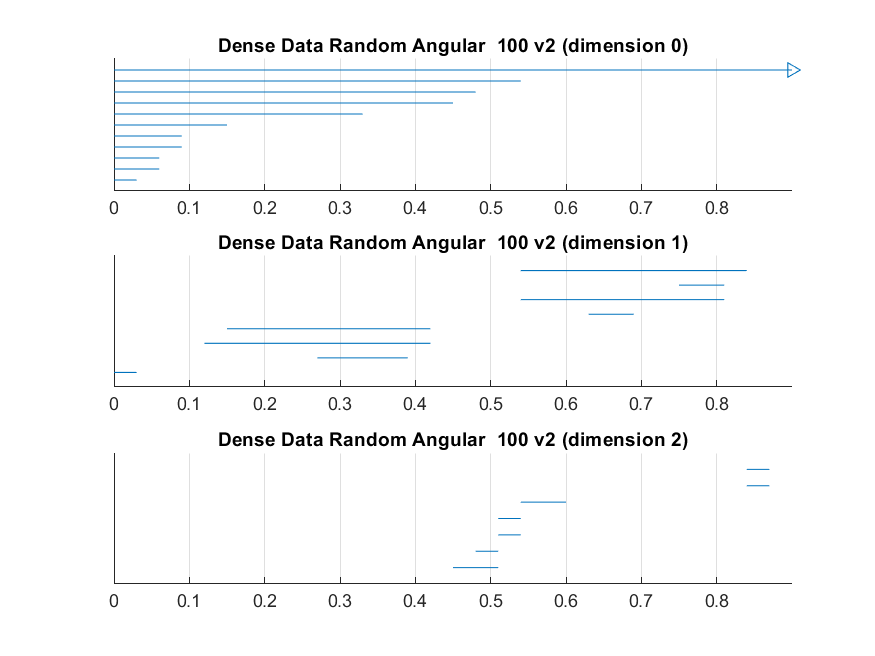 Dense Data Random Angular  100 v2 (dimension 0)
0 0.1 0.2 0.3 0.4 0.5 0.6 0.7 0.8
Dense Data Random Angular  100 v2 (dimension 1)
0 0.1 0.2 0.3 0.4 0.5 0.6 0.7 0.8
Dense Data Random Angular  100 v2 (dimension 2)
0 0.1 0.2 0.3 0.4 0.5 0.6 0.7 0.8